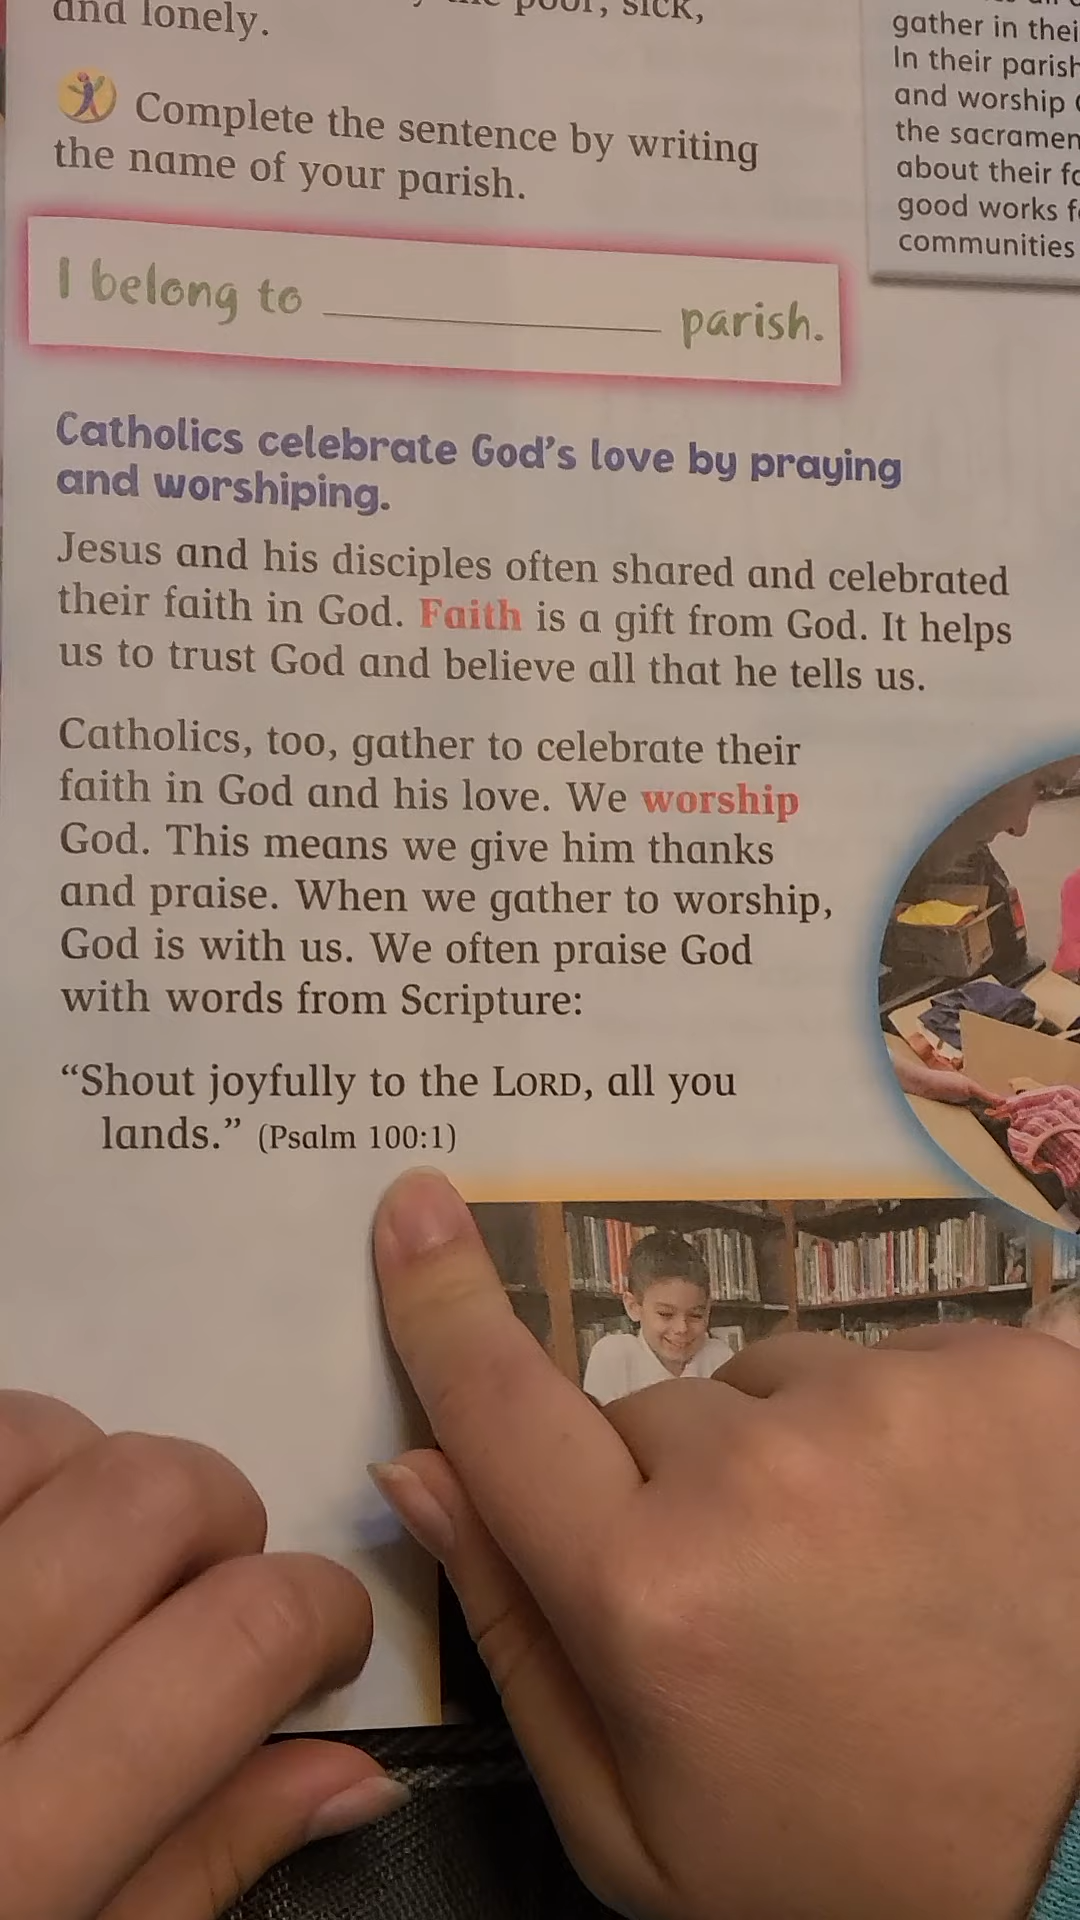 the poor, sick,
and lonely.
Complete the sentence by writing
the name of your parish.
I belong to ____________ parish.
Catholics celebrate God's love by praying
and worshiping.
Jesus and his disciples often shared and celebrated
their faith in God. Faith is a gift from God. It helps
us to trust God and believe all that he tells us.
Catholics, too, gather to celebrate their
faith in God and his love. We worship
God. This means we give him thanks
and praise. When we gather to worship,
God is with us. We often praise God
with words from Scripture:
“Shout joyfully to the LORD, all you
lands.” (Psalm 100:1)
gather in
In their
and worship
the
about their
good works
communities